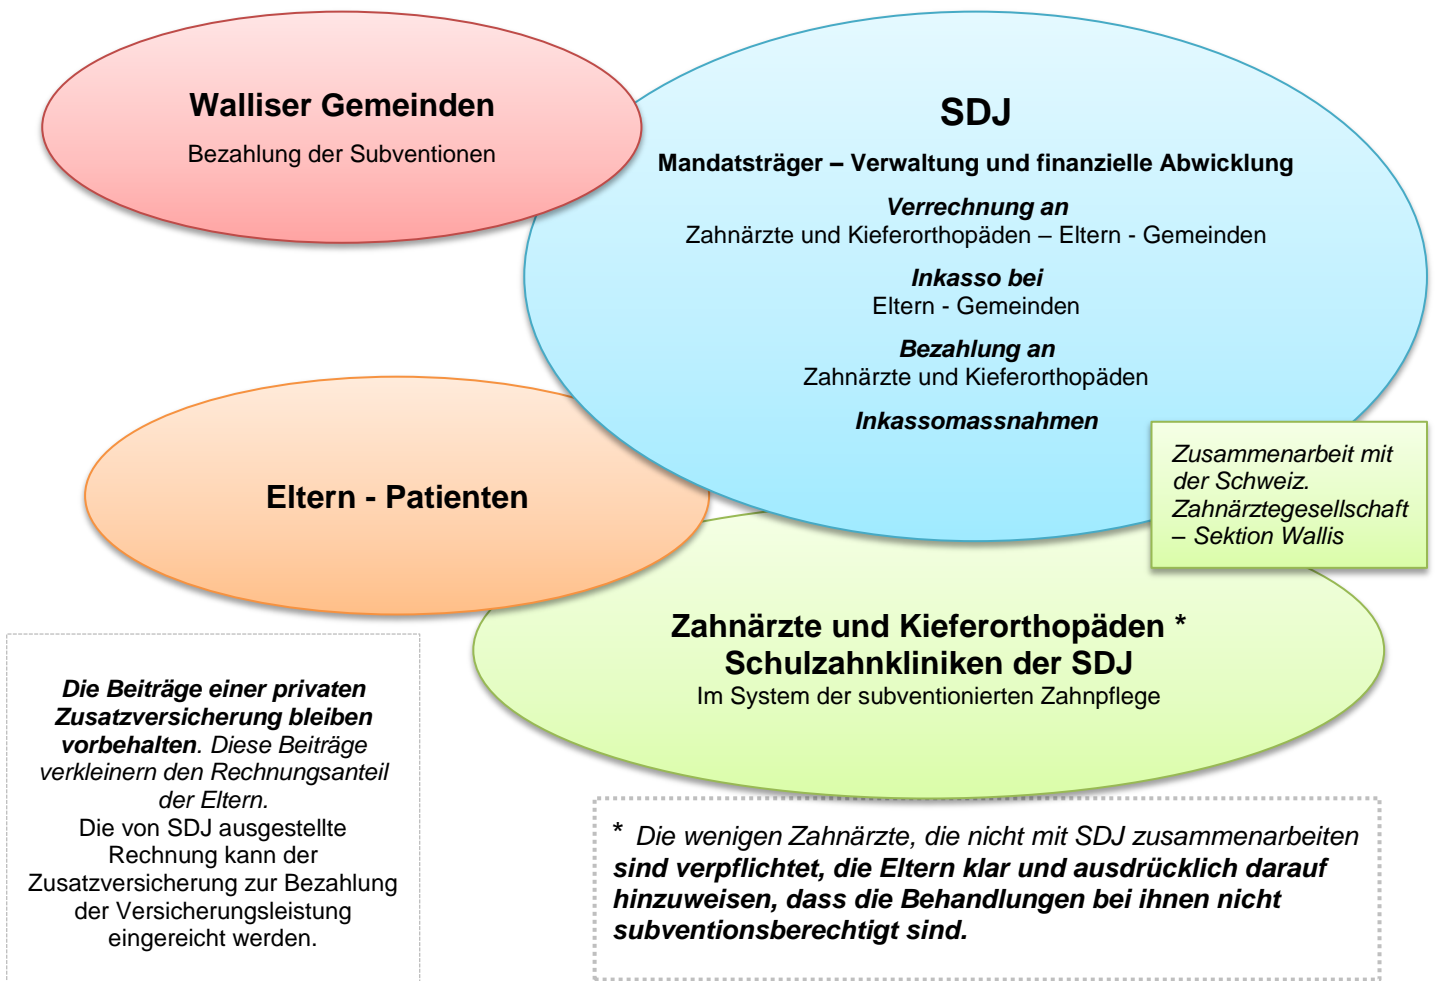 Walliser Gemeinden
Bezahlung der Subventionen
SDJ
Mandatsträger – Verwaltung und finanzielle Abwicklung
Verrechnung an
Zahnärzte und Kieferorthopäden – Eltern - Gemeinden
Inkasso bei
Eltern - Gemeinden
Bezahlung an
Zahnärzte und Kieferorthopäden
Inkassomassnahmen
Zusammenarbeit mit
der Schweiz.
Zahnärztegesellschaft
– Sektion Wallis
Eltern - Patienten
Zahnärzte und Kieferorthopäden *
Schulzahnkliniken der SDJ
Im System der subventionierten Zahnpflege
Die Beiträge einer privaten
Zusatzversicherung bleiben
vorbehalten. Diese Beiträge
verkleinern den Rechnungsanteil
der Eltern.
Die von SDJ ausgestellte
Rechnung kann der
Zusatzversicherung zur Bezahlung
der Versicherungsleistung
eingereicht werden.
* Die wenigen Zahnärzte, die nicht mit SDJ zusammenarbeiten
sind verpflichtet, die Eltern klar und ausdrücklich darauf
hinzuweisen, dass die Behandlungen bei ihnen nicht
subventionsberechtigt sind.